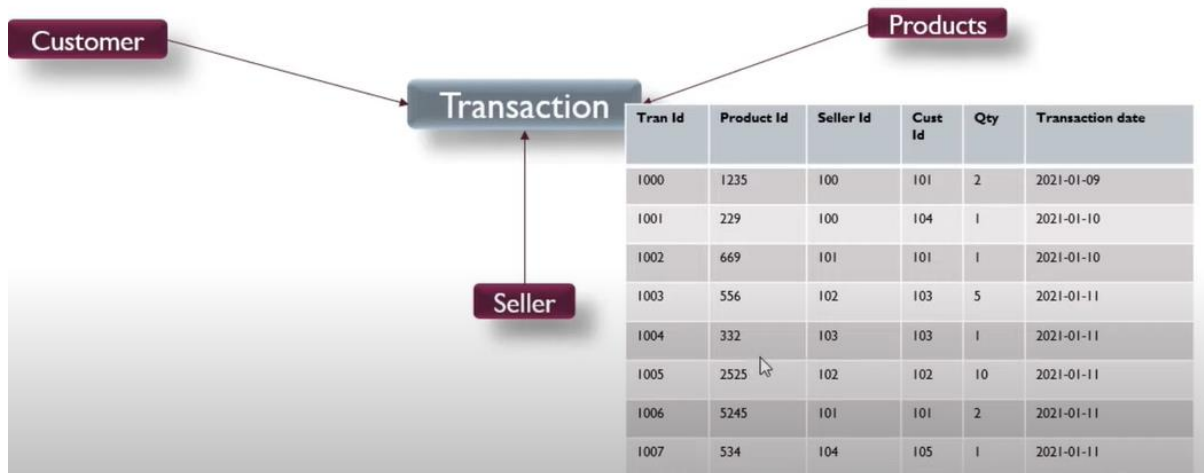 Customer
Products
Transaction
Seller
Tran Id Product Id Seller Id Cust Id Qty Transaction date
1000 1235 100 101 2 2021-01-09
1001 229 100 104 1 2021-01-10
1002 669 101 101 1 2021-01-10
1003 556 102 103 5 2021-01-11
1004 332 103 103 1 2021-01-11
1005 2525 102 102 10 2021-01-11
1006 5245 101 101 2 2021-01-11
1007 534 104 105 1 2021-01-11